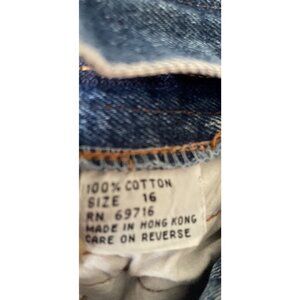 100% COTTON
SIZE 16
RN 69716
MADE IN HONG KONG
CARE ON REVERSE